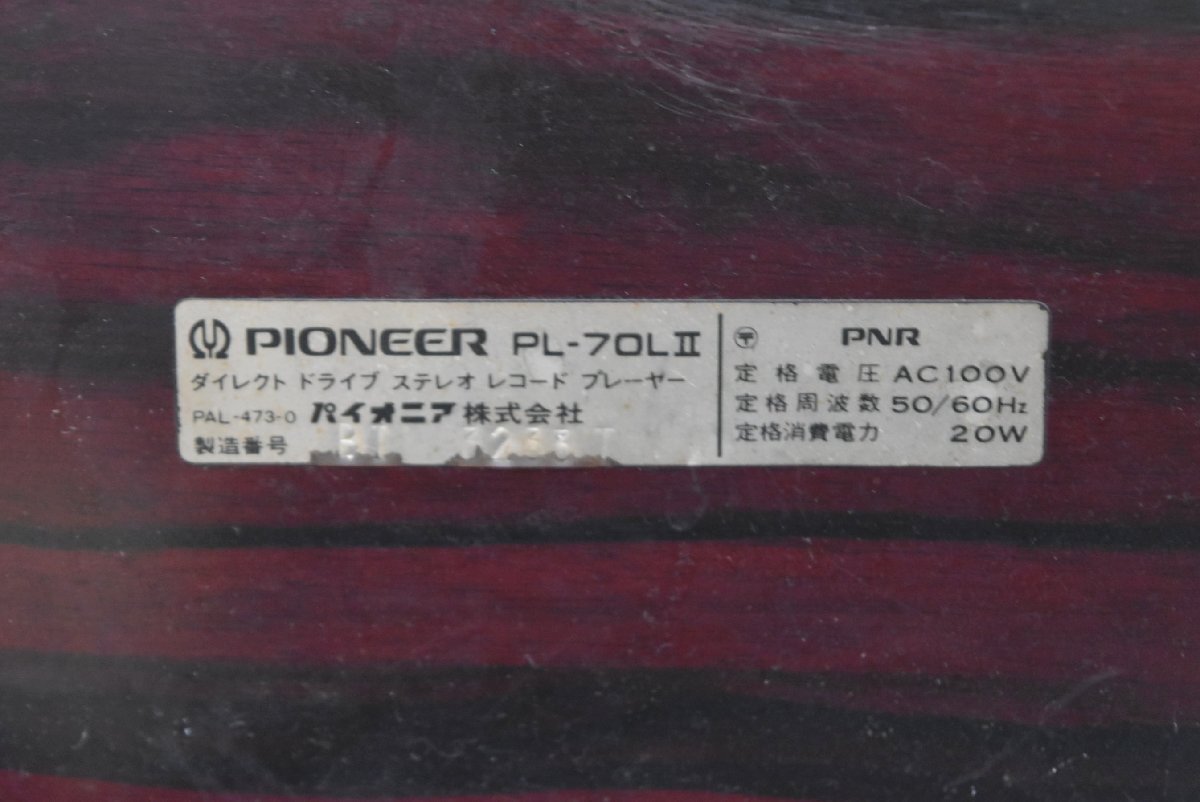 PIONEER PL-70LII
ダイレクト ドライブ ステレオ レコード プレーヤー
PAL-473-0 パイオニア株式会社
製造番号
〒 PNR
定格電圧 AC100V
定格周波数 50/60Hz
定格消費電力 20W